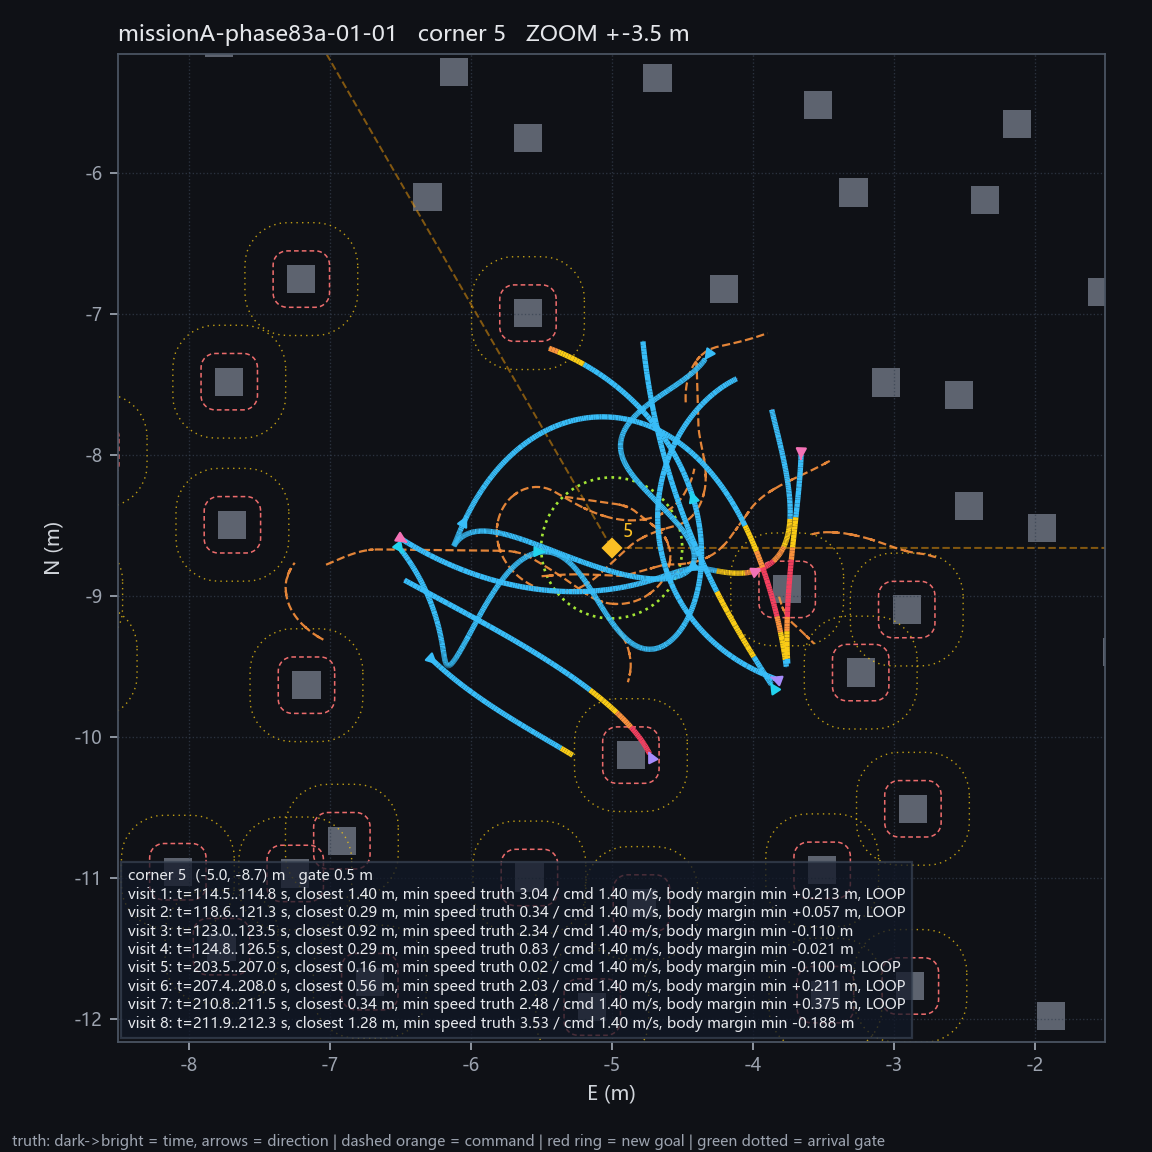 missionA-phase83a-01-01   corner 5   ZOOM +-3.5 m
N (m)
-6
-7
-8
-9
-10
-11
-12
5
corner 5  (-5.0, -8.7) m   gate 0.5 m
visit 1: t=114.5..114.8 s, closest 1.40 m, min speed truth 3.04 / cmd 1.40 m/s, body margin min +0.213 m, LOOP
visit 2: t=118.6..121.3 s, closest 0.29 m, min speed truth 0.34 / cmd 1.40 m/s, body margin min +0.057 m, LOOP
visit 3: t=123.0..123.5 s, closest 0.92 m, min speed truth 2.34 / cmd 1.40 m/s, body margin min -0.110 m
visit 4: t=124.8..126.5 s, closest 0.29 m, min speed truth 0.83 / cmd 1.40 m/s, body margin min -0.021 m
visit 5: t=203.5..207.0 s, closest 0.16 m, min speed truth 0.02 / cmd 1.40 m/s, body margin min -0.100 m, LOOP
visit 6: t=207.4..208.0 s, closest 0.56 m, min speed truth 2.03 / cmd 1.40 m/s, body margin min +0.211 m, LOOP
visit 7: t=210.8..211.5 s, closest 0.34 m, min speed truth 2.48 / cmd 1.40 m/s, body margin min +0.375 m, LOOP
visit 8: t=211.9..212.3 s, closest 1.28 m, min speed truth 3.53 / cmd 1.40 m/s, body margin min -0.188 m
-8 -7 -6 -5 -4 -3 -2
E (m)
truth: dark->bright = time, arrows = direction | dashed orange = command | red ring = new goal | green dotted = arrival gate